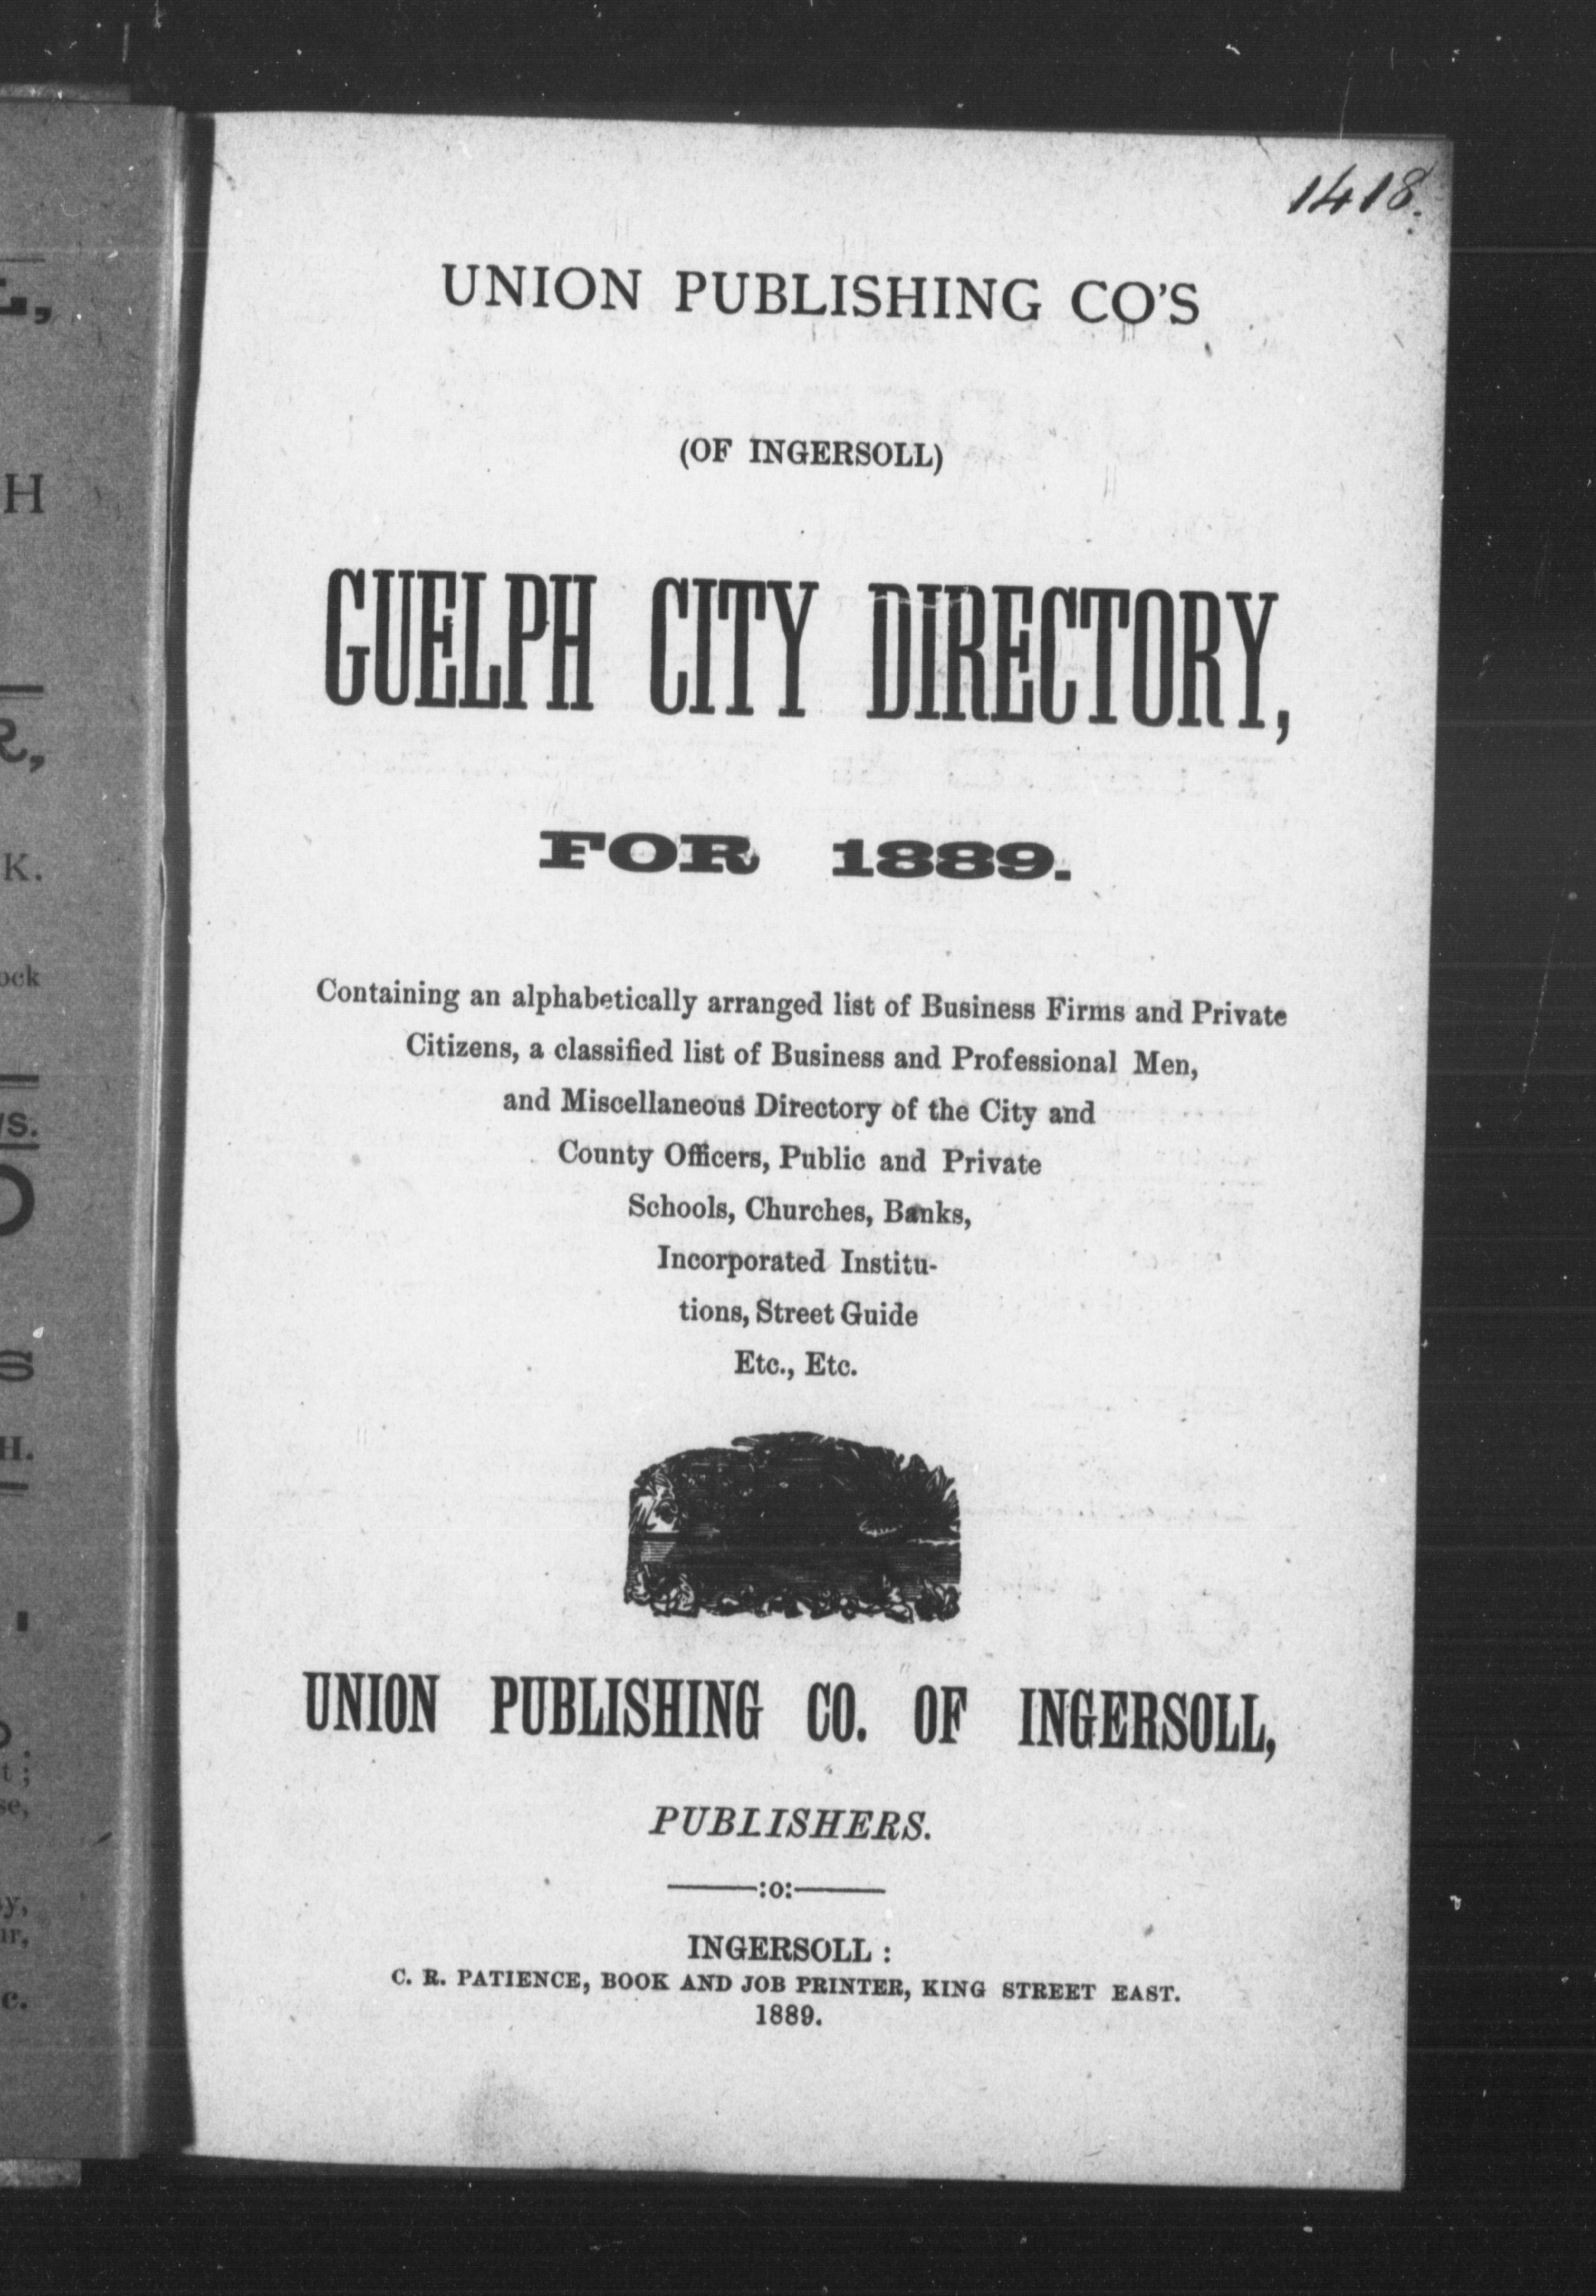 1418.
UNION PUBLISHING CO'S
(OF INGERSOLL)
GUELPH CITY DIRECTORY,
FOR 1889.
Containing an alphabetically arranged list of Business Firms and Private
Citizens, a classified list of Business and Professional Men,
and Miscellaneous Directory of the City and
County Officers, Public and Private
Schools, Churches, Banks,
Incorporated Institu-
tions, Street Guide
Etc., Etc.
UNION PUBLISHING CO. OF INGERSOLL,
PUBLISHERS.
:o:
INGERSOLL :
C. R. PATIENCE, BOOK AND JOB PRINTER, KING STREET EAST.
1889.